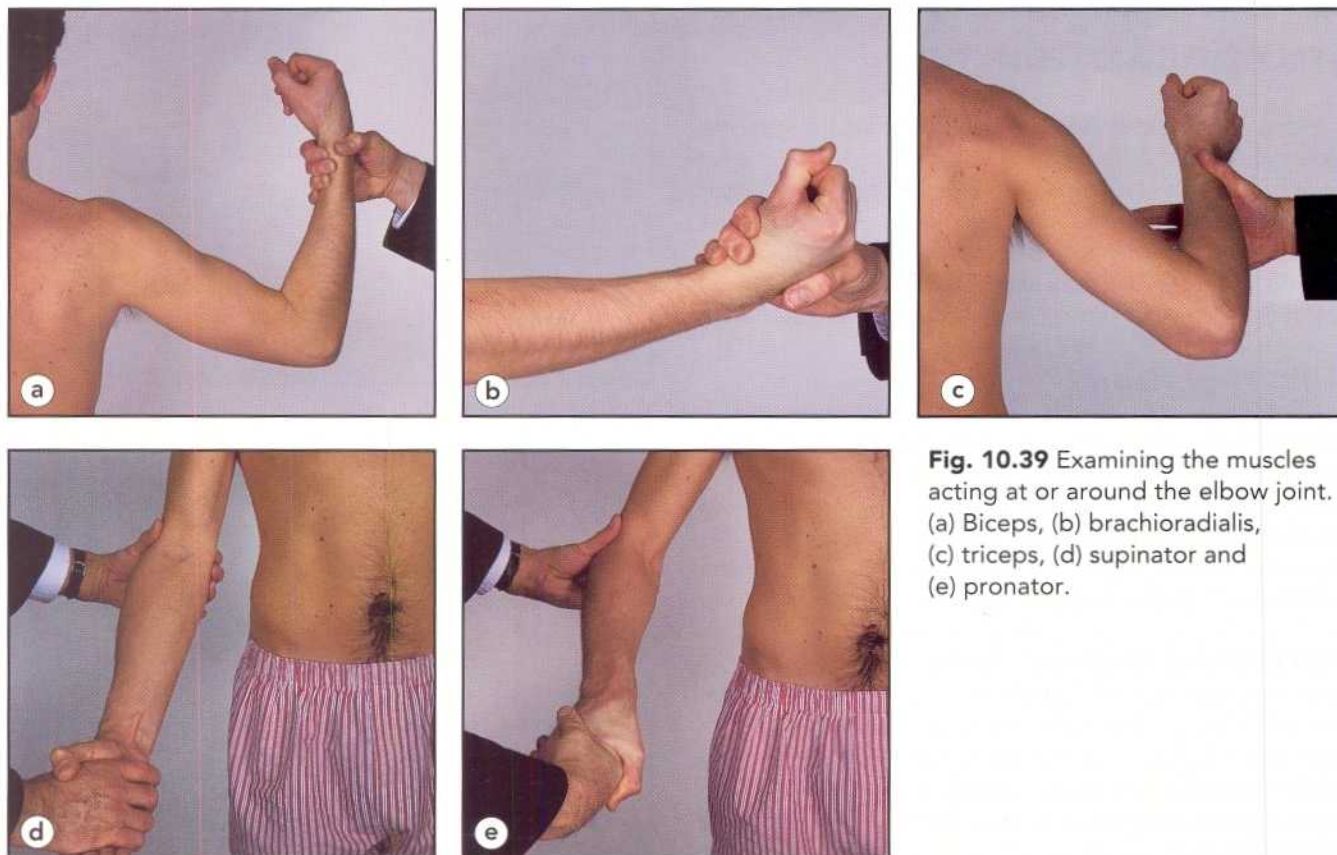 a
b
c
Fig. 10.39 Examining the muscles
acting at or around the elbow joint.
(a) Biceps, (b) brachioradialis,
(c) triceps, (d) supinator and
(e) pronator.
d
e